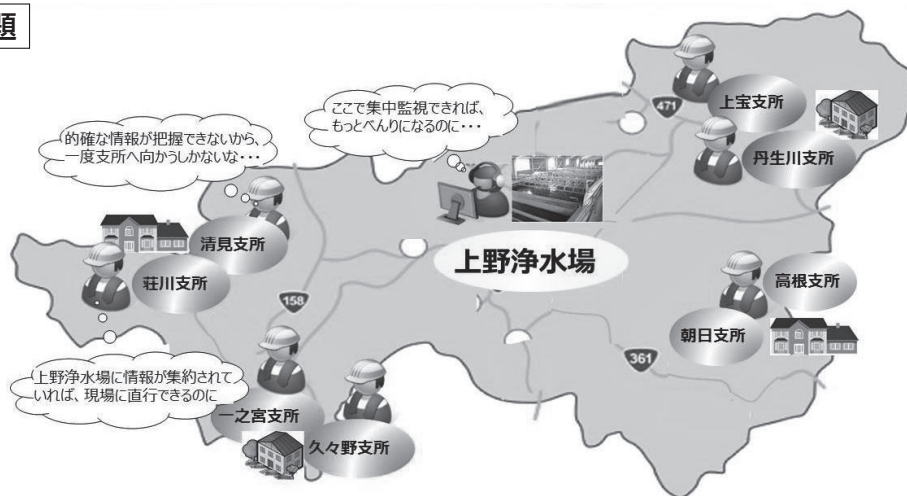 題
ここで集中監視できれば、
もっとべんりになるのに・・・
的確な情報が把握できないから、
一度支所へ向かうしかないな・・・
471
上宝支所
丹生川支所
清見支所
荘川支所
上野浄水場
158
高根支所
朝日支所
361
上野浄水場に情報が集約されて
いれば、現場に直行できるのに
一之宮支所
久々野支所